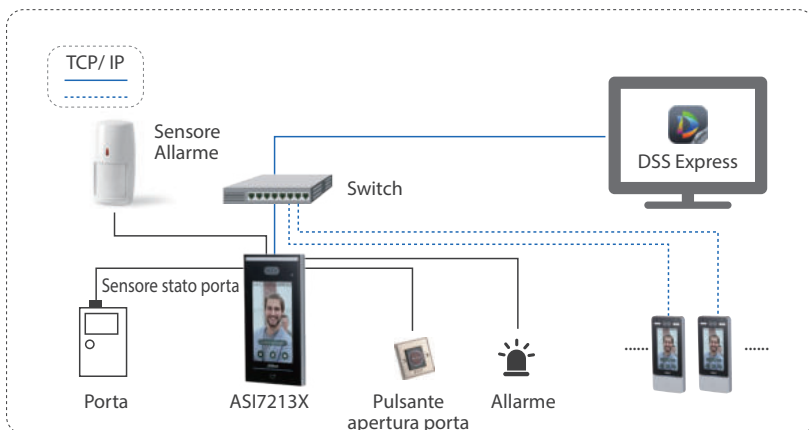 TCP/ IP
Sensore
Allarme
DSS Express
Switch
Sensore stato porta
Porta
ASI7213X
Pulsante
apertura porta
Allarme